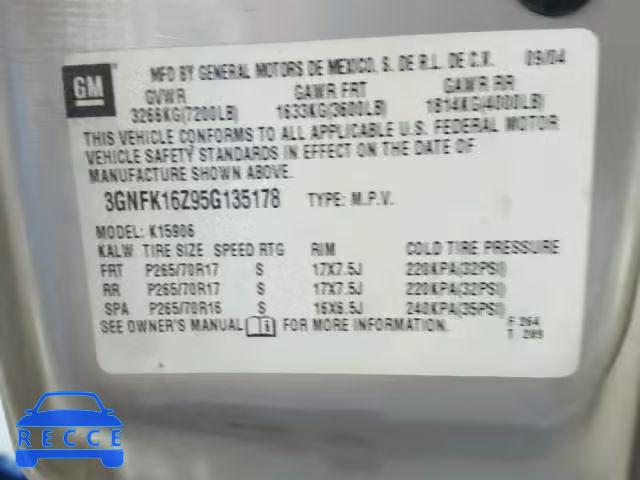 GM
MFD BY GENERAL MOTORS DE MEXICO, S. DE R.L. DE C.V. 09/04
GVWR GAWR FRT GAWR RR
3266KG(7200LB) 1633KG(3600LB) 1814KG(4000LB)
THIS VEHICLE CONFORMS TO ALL APPLICABLE U.S. FEDERAL MOTOR
VEHICLE SAFETY STANDARDS IN EFFECT ON THE DATE OF
MANUFACTURE SHOWN ABOVE.
3GNFK16Z95G135178 TYPE: M.P.V.
MODEL: K15906
KALW TIRE SIZE SPEED RTG RIM COLD TIRE PRESSURE
FRT P265/70R17 S 17X7.5J 220KPA(32PSI)
RR P265/70R17 S 17X7.5J 220KPA(32PSI)
SPA P265/70R16 S 16X6.5J 240KPA(35PSI)
SEE OWNER'S MANUAL FOR MORE INFORMATION.
F 264
T 289
RECCE